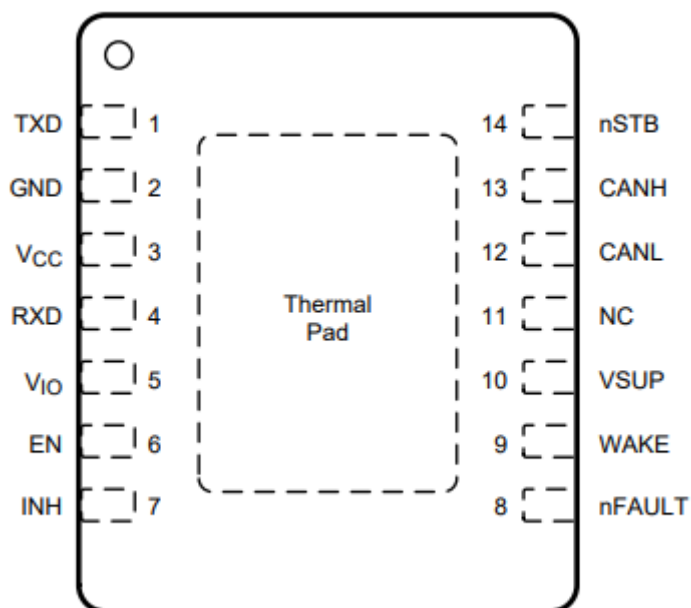 TXD 1 14 nSTB
GND 2 13 CANH
VCC 3 12 CANL
RXD 4 11 NC
VIO 5 10 VSUP
EN 6 9 WAKE
INH 7 8 nFAULT
Thermal
Pad